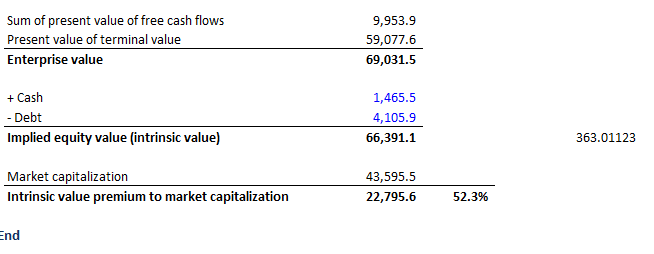 Sum of present value of free cash flows 9,953.9
Present value of terminal value 59,077.6
Enterprise value 69,031.5
+ Cash 1,465.5
- Debt 4,105.9
Implied equity value (intrinsic value) 66,391.1 363.01123
Market capitalization 43,595.5
Intrinsic value premium to market capitalization 22,795.6 52.3%
End